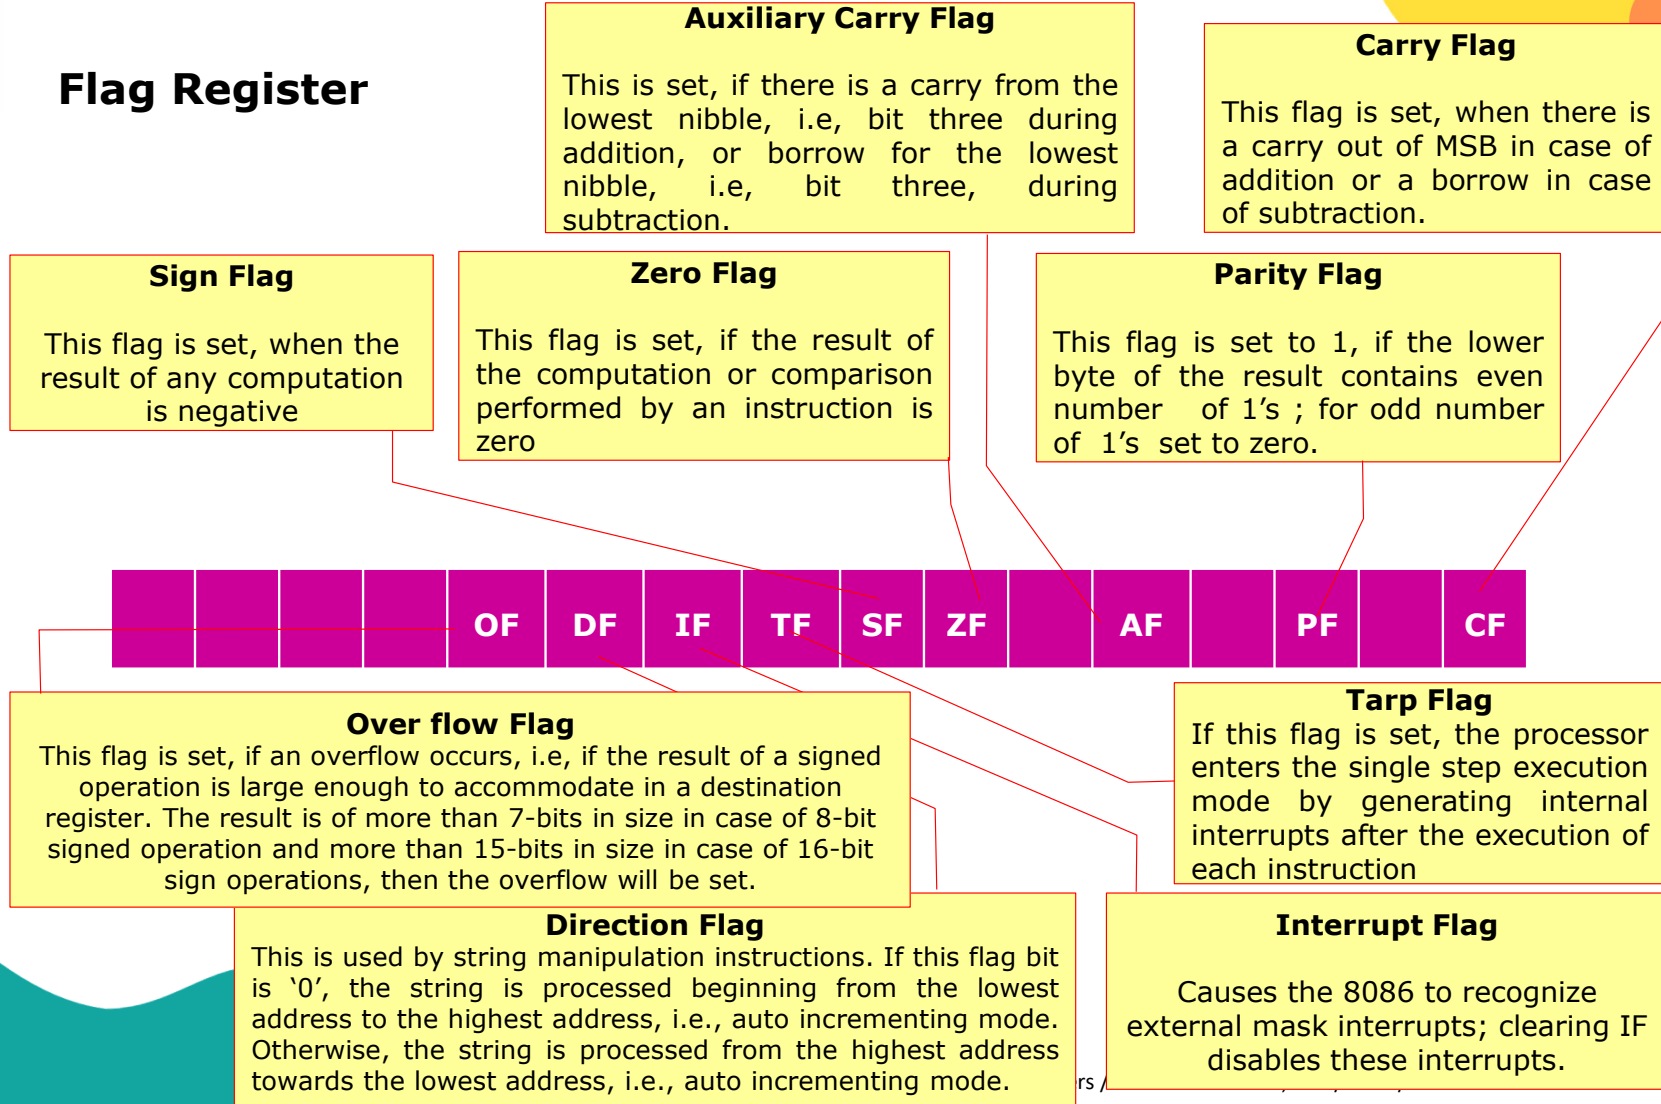 Flag Register
Auxiliary Carry Flag
This is set, if there is a carry from the
lowest nibble, i.e, bit three during
addition, or borrow for the lowest
nibble, i.e, bit three, during
subtraction.
Carry Flag
This flag is set, when there is
a carry out of MSB in case of
addition or a borrow in case
of subtraction.
Sign Flag
This flag is set, when the
result of any computation
is negative
Zero Flag
This flag is set, if the result of
the computation or comparison
performed by an instruction is
zero
Parity Flag
This flag is set to 1, if the lower
byte of the result contains even
number of 1’s ; for odd number
of 1’s set to zero.
OF DF IF TF SF ZF AF PF CF
Over flow Flag
This flag is set, if an overflow occurs, i.e, if the result of a signed
operation is large enough to accommodate in a destination
register. The result is of more than 7-bits in size in case of 8-bit
signed operation and more than 15-bits in size in case of 16-bit
sign operations, then the overflow will be set.
Tarp Flag
If this flag is set, the processor
enters the single step execution
mode by generating internal
interrupts after the execution of
each instruction
Direction Flag
This is used by string manipulation instructions. If this flag bit
is ‘0’, the string is processed beginning from the lowest
address to the highest address, i.e., auto incrementing mode.
Otherwise, the string is processed from the highest address
towards the lowest address, i.e., auto incrementing mode.
Interrupt Flag
Causes the 8086 to recognize
external mask interrupts; clearing IF
disables these interrupts.